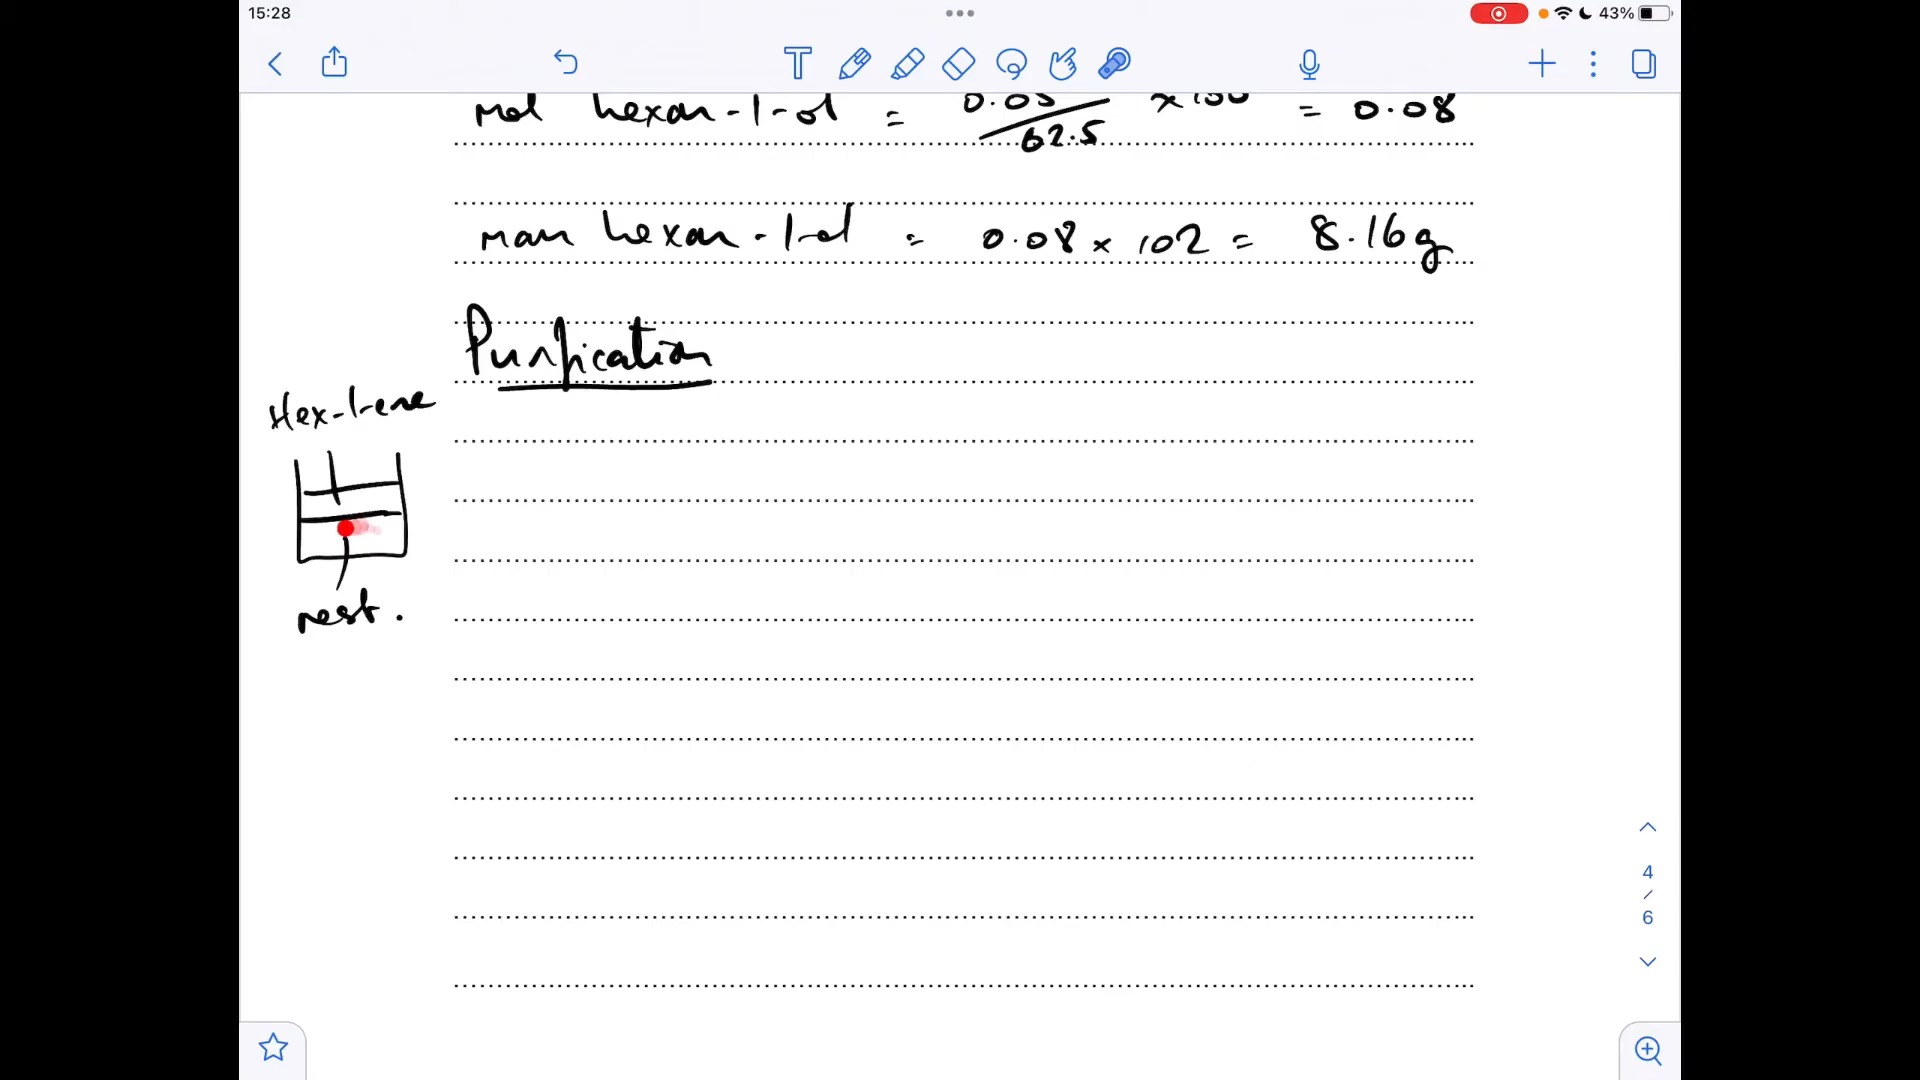 15:28
43%
mol hexan-1-ol = 0.05 / 62.5 × 100 = 0.08
mass hexan-1-ol = 0.08 × 102 = 8.16g
Purification
Hex-1-ene
rest.
4
/
6